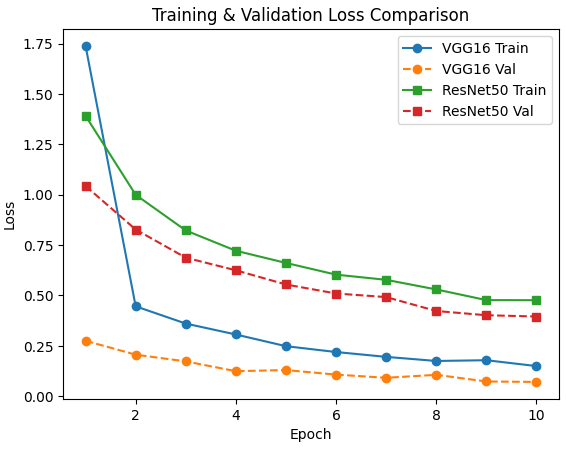 Training & Validation Loss Comparison
VGG16 Train
VGG16 Val
ResNet50 Train
ResNet50 Val
Loss
1.75
1.50
1.25
1.00
0.75
0.50
0.25
0.00
2 4 6 8 10
Epoch